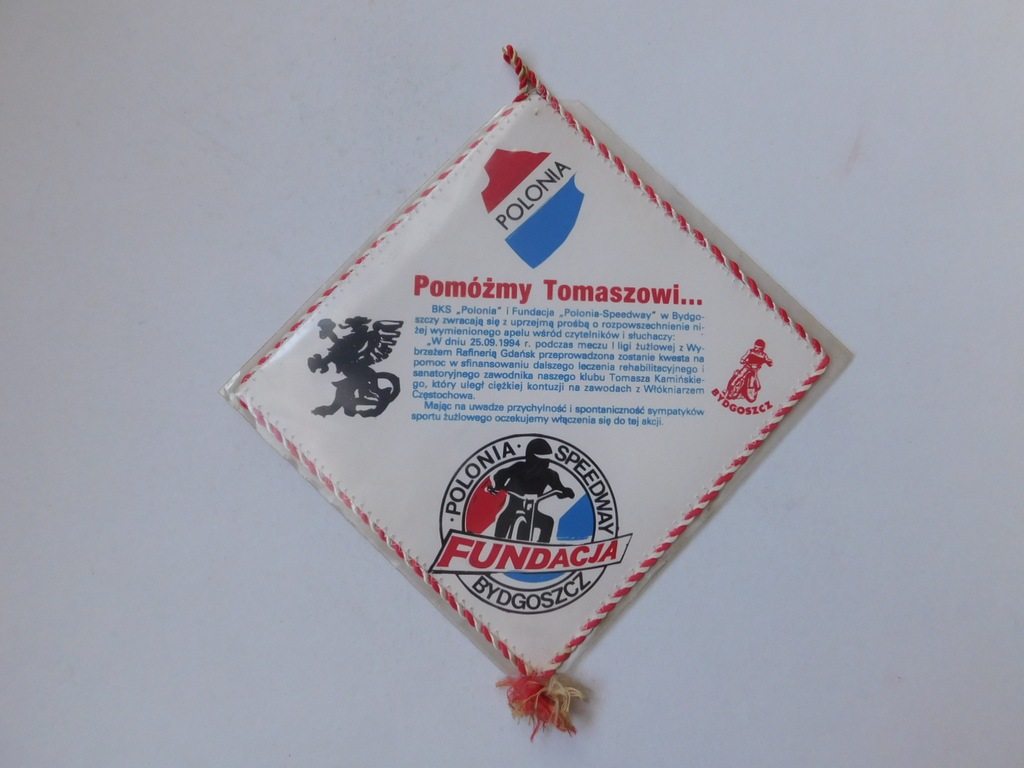 POLONIA
Pomóżmy Tomaszowi...
BKS „Polonia" i Fundacja „Polonia-Speedway" w Bydgo-
szczy zwracają się z uprzejmą prośbą o rozpowszechnienie ni-
żej wymienionego apelu wśród czytelników i słuchaczy:
„W dniu 25.09.1994 r. podczas meczu I ligi żużlowej z Wy-
brzeżem Rafinerią Gdańsk przeprowadzona zostanie kwesta na
pomoc w sfinansowaniu dalszego leczenia rehabilitacyjnego i
sanatoryjnego zawodnika naszego klubu Tomasza Kamińskie-
go, który uległ ciężkiej kontuzji na zawodach z Włókniarzem
Częstochowa.
Mając na uwadze przychylność i spontaniczność sympatyków
sportu żużlowego oczekujemy włączenia się do tej akcji.
BYDGOSZCZ
·POLONIA·SPEEDWAY
FUNDACJA
BYDGOSZCZ